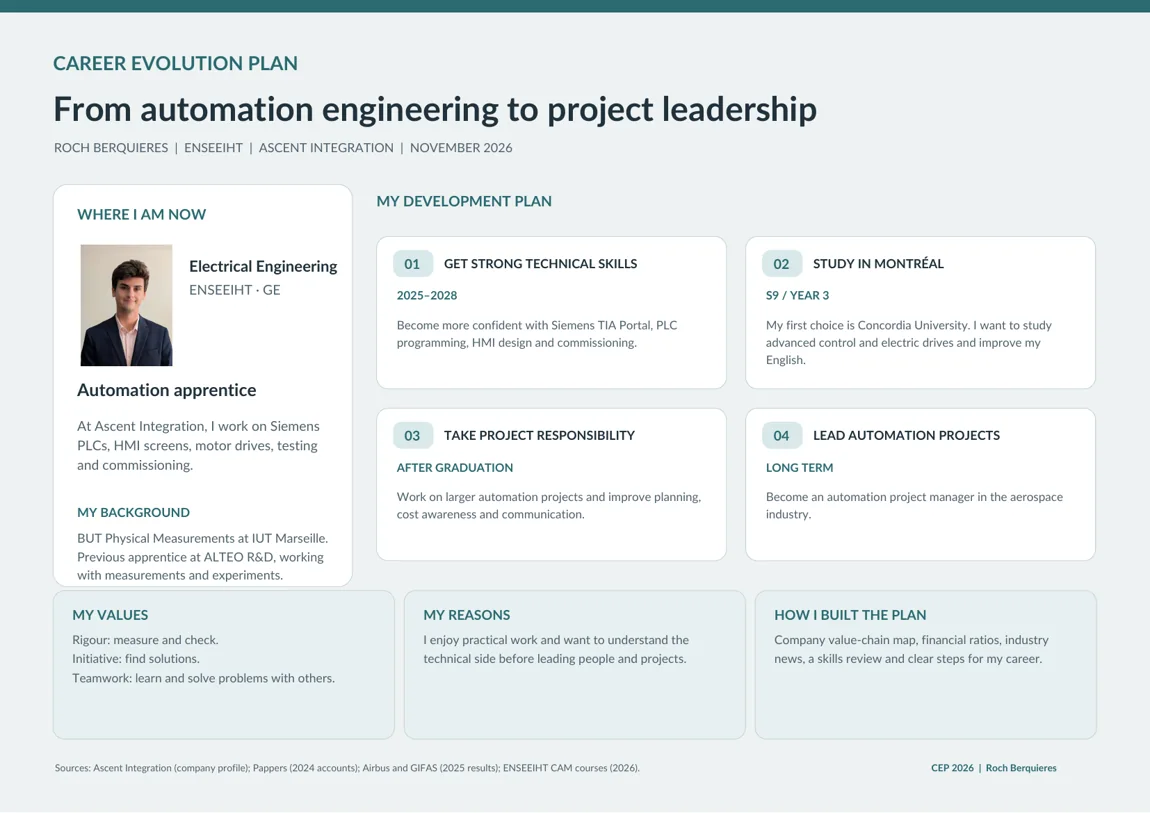 CAREER EVOLUTION PLAN
From automation engineering to project leadership
ROCH BERQUIERES | ENSEEIHT | ASCENT INTEGRATION | NOVEMBER 2026
WHERE I AM NOW
Electrical Engineering
ENSEEIHT · GE
Automation apprentice
At Ascent Integration, I work on Siemens
PLCs, HMI screens, motor drives, testing
and commissioning.
MY BACKGROUND
BUT Physical Measurements at IUT Marseille.
Previous apprentice at ALTEO R&D, working
with measurements and experiments.
MY DEVELOPMENT PLAN
01 GET STRONG TECHNICAL SKILLS
2025–2028
Become more confident with Siemens TIA Portal, PLC
programming, HMI design and commissioning.
02 STUDY IN MONTRÉAL
S9 / YEAR 3
My first choice is Concordia University. I want to study
advanced control and electric drives and improve my
English.
03 TAKE PROJECT RESPONSIBILITY
AFTER GRADUATION
Work on larger automation projects and improve planning,
cost awareness and communication.
04 LEAD AUTOMATION PROJECTS
LONG TERM
Become an automation project manager in the aerospace
industry.
MY VALUES
Rigour: measure and check.
Initiative: find solutions.
Teamwork: learn and solve problems with others.
MY REASONS
I enjoy practical work and want to understand the
technical side before leading people and projects.
HOW I BUILT THE PLAN
Company value-chain map, financial ratios, industry
news, a skills review and clear steps for my career.
Sources: Ascent Integration (company profile); Pappers (2024 accounts); Airbus and GIFAS (2025 results); ENSEEIHT CAM courses (2026).
CEP 2026 | Roch Berquieres